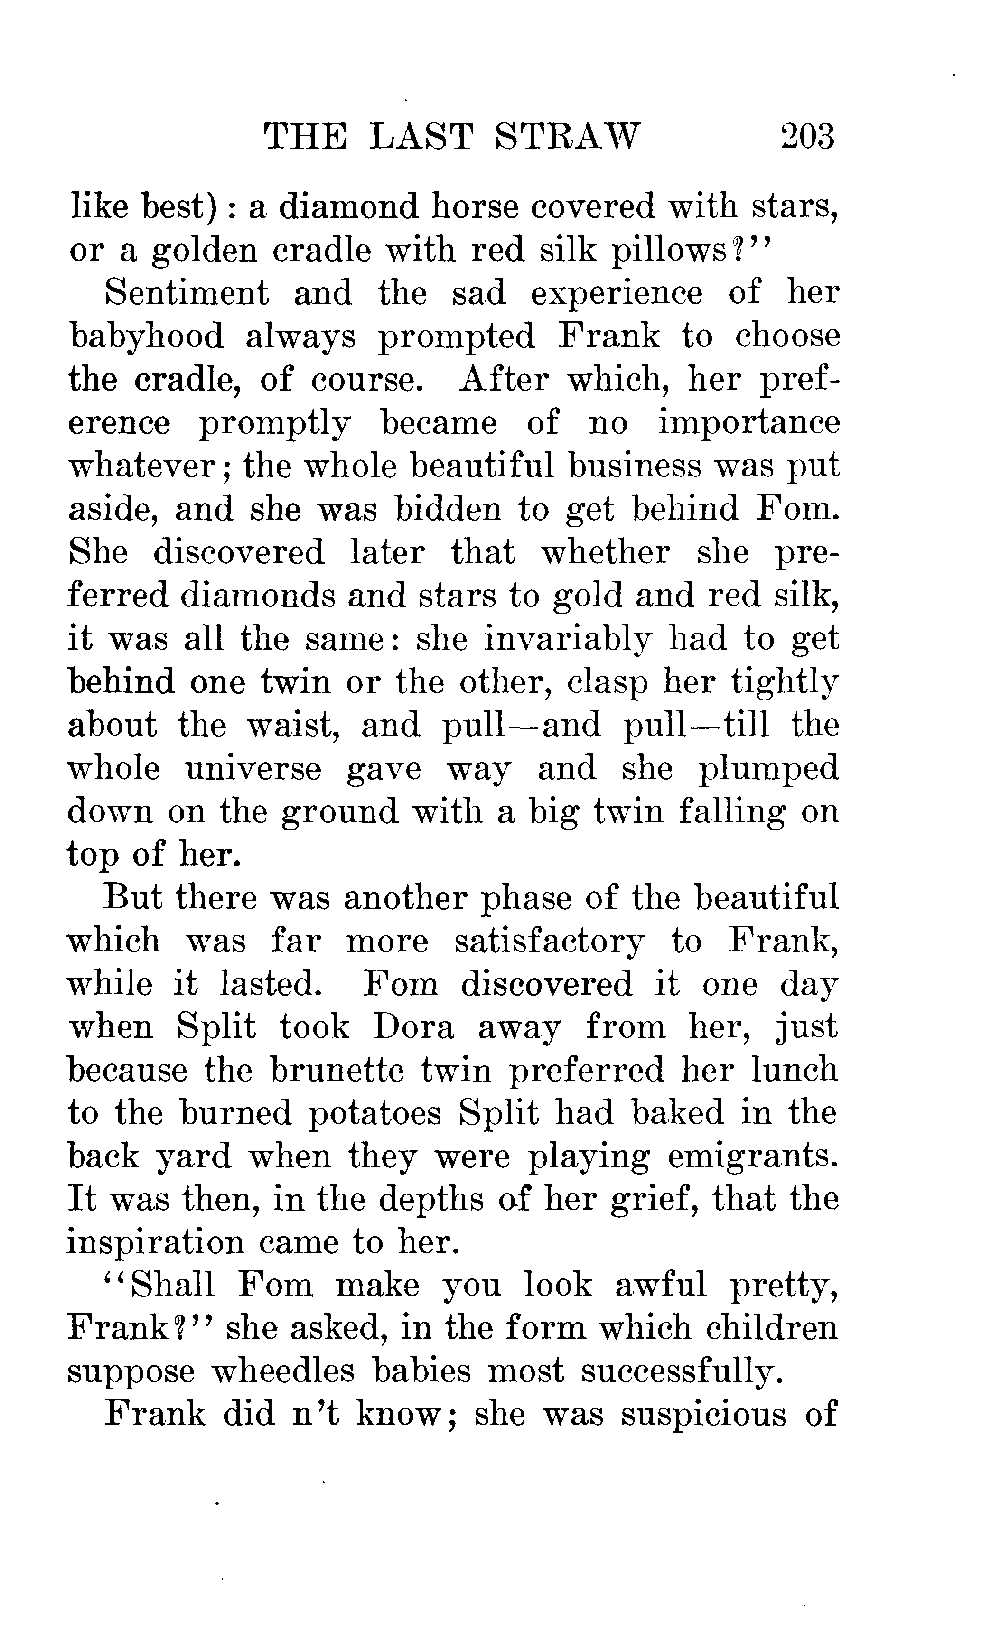 THE LAST STRAW 203
like best) : a diamond horse covered with stars,
or a golden cradle with red silk pillows?"
Sentiment and the sad experience of her
babyhood always prompted Frank to choose
the cradle, of course. After which, her pref-
erence promptly became of no importance
whatever; the whole beautiful business was put
aside, and she was bidden to get behind Fom.
She discovered later that whether she pre-
ferred diamonds and stars to gold and red silk,
it was all the same: she invariably had to get
behind one twin or the other, clasp her tightly
about the waist, and pull—and pull—till the
whole universe gave way and she plumped
down on the ground with a big twin falling on
top of her.
But there was another phase of the beautiful
which was far more satisfactory to Frank,
while it lasted. Fom discovered it one day
when Split took Dora away from her, just
because the brunette twin preferred her lunch
to the burned potatoes Split had baked in the
back yard when they were playing emigrants.
It was then, in the depths of her grief, that the
inspiration came to her.
"Shall Fom make you look awful pretty,
Frank?" she asked, in the form which children
suppose wheedles babies most successfully.
Frank did n't know; she was suspicious of